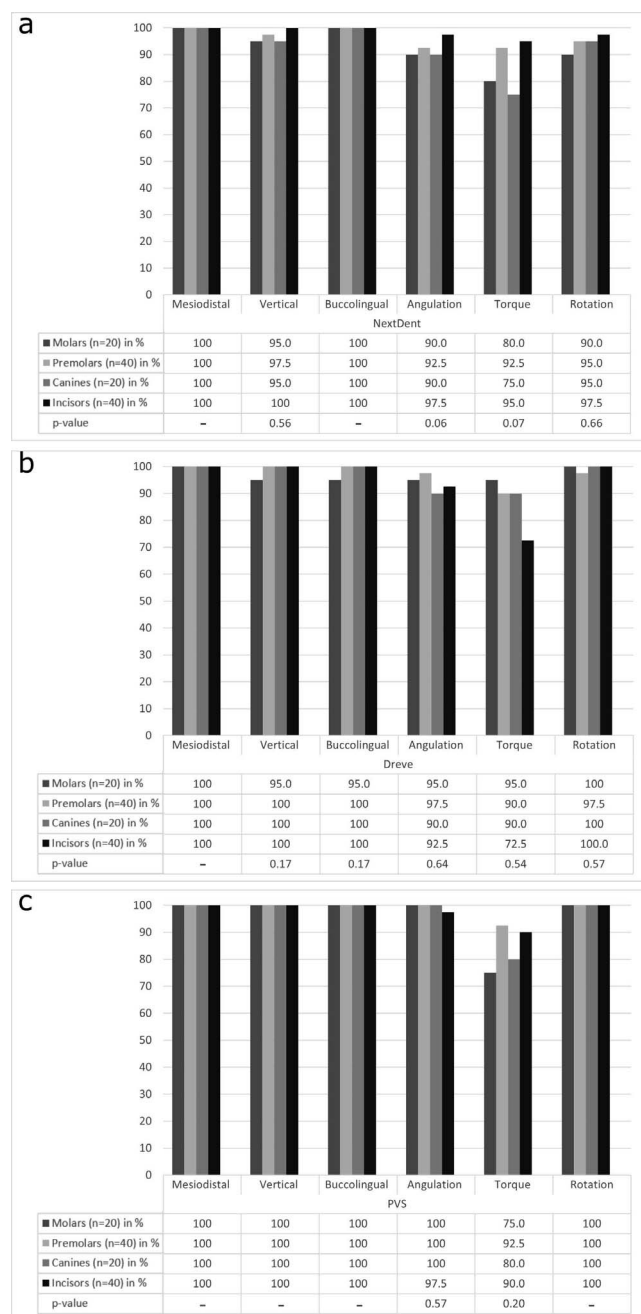 a
100
90
80
70
60
50
40
30
20
10
0
Mesiodistal Vertical Buccolingual Angulation Torque Rotation
NextDent
Molars (n=20) in % 100 95.0 100 90.0 80.0 90.0
Premolars (n=40) in % 100 97.5 100 92.5 92.5 95.0
Canines (n=20) in % 100 95.0 100 90.0 75.0 95.0
Incisors (n=40) in % 100 100 100 97.5 95.0 97.5
p-value – 0.56 – 0.06 0.07 0.66
b
100
90
80
70
60
50
40
30
20
10
0
Mesiodistal Vertical Buccolingual Angulation Torque Rotation
Dreve
Molars (n=20) in % 100 95.0 95.0 95.0 95.0 100
Premolars (n=40) in % 100 100 100 97.5 90.0 97.5
Canines (n=20) in % 100 100 100 90.0 90.0 100
Incisors (n=40) in % 100 100 100 92.5 72.5 100.0
p-value – 0.17 0.17 0.64 0.54 0.57
c
100
90
80
70
60
50
40
30
20
10
0
Mesiodistal Vertical Buccolingual Angulation Torque Rotation
PVS
Molars (n=20) in % 100 100 100 100 75.0 100
Premolars (n=40) in % 100 100 100 100 92.5 100
Canines (n=20) in % 100 100 100 100 80.0 100
Incisors (n=40) in % 100 100 100 97.5 90.0 100
p-value – – – 0.57 0.20 –